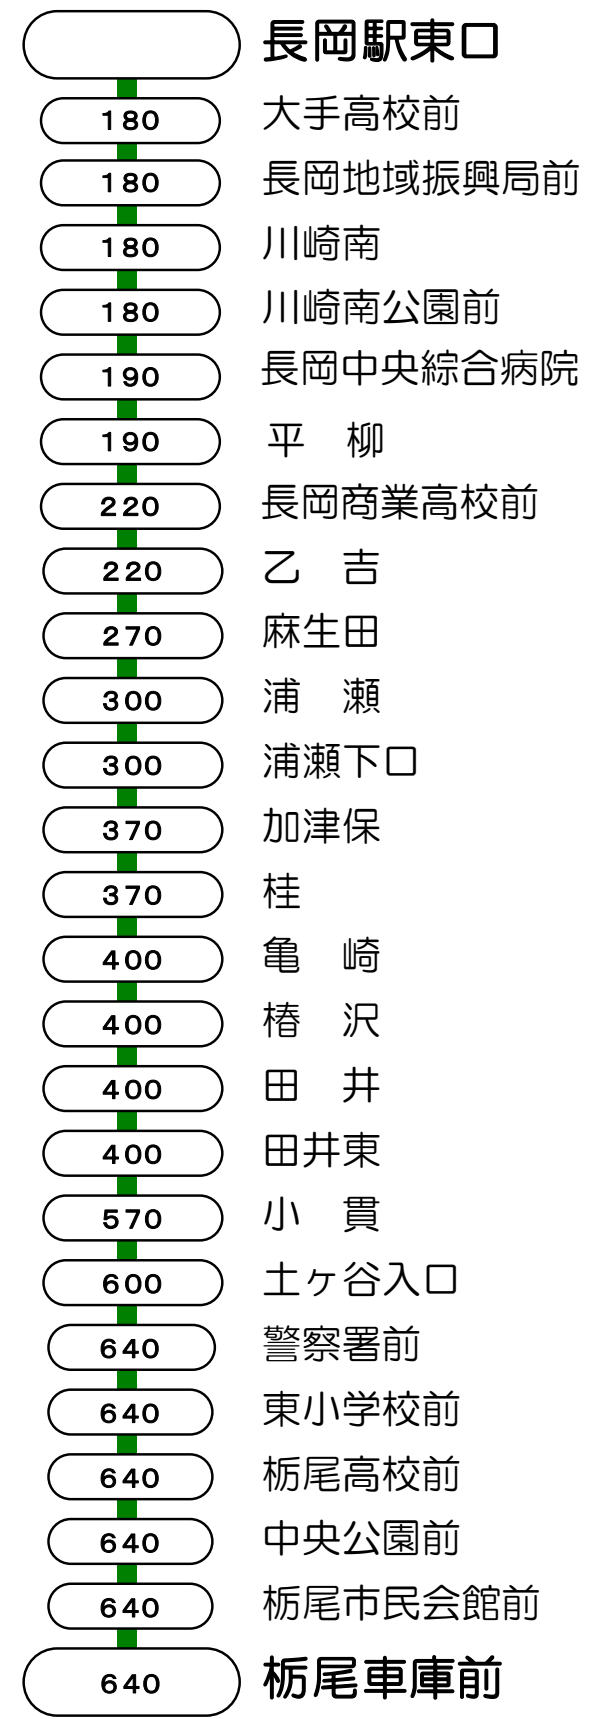 長岡駅東口
180 大手高校前
180 長岡地域振興局前
180 川崎南
180 川崎南公園前
190 長岡中央綜合病院
190 平　柳
220 長岡商業高校前
220 乙　吉
270 麻生田
300 浦　瀬
300 浦瀬下口
370 加津保
370 桂
400 亀　崎
400 椿　沢
400 田　井
400 田井東
570 小　貫
600 土ヶ谷入口
640 警察署前
640 東小学校前
640 栃尾高校前
640 中央公園前
640 栃尾市民会館前
640 栃尾車庫前